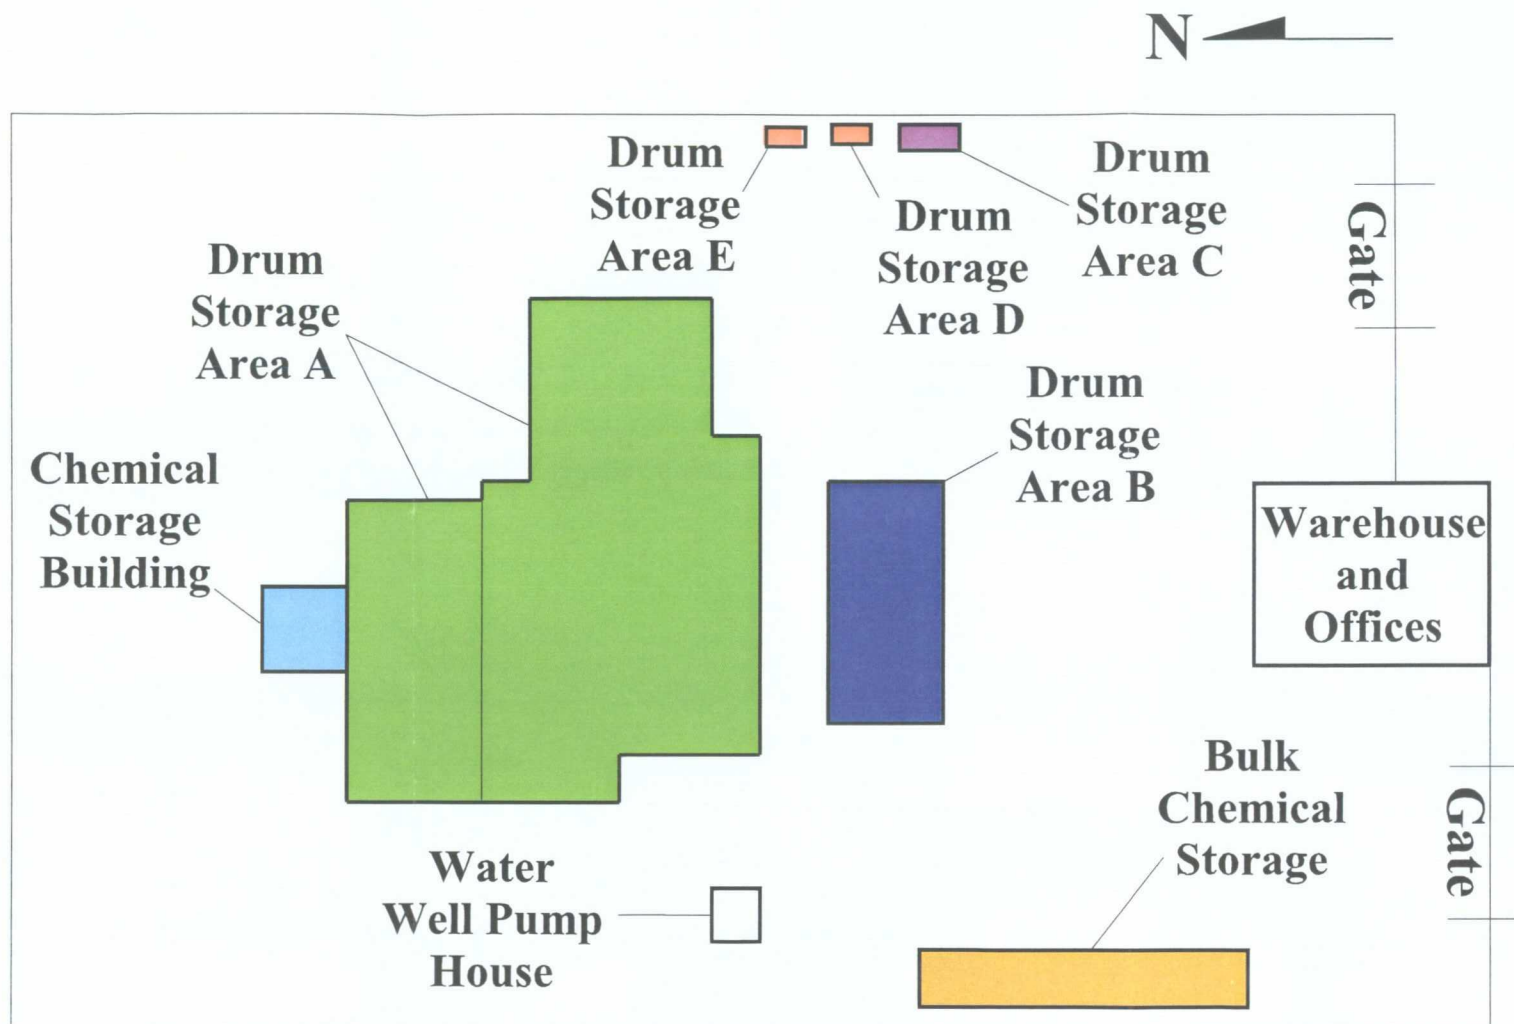 N
Drum
Storage
Area E
Drum
Storage
Area D
Drum
Storage
Area C
Gate
Drum
Storage
Area A
Drum
Storage
Area B
Chemical
Storage
Building
Warehouse
and
Offices
Bulk
Chemical
Storage
Gate
Water
Well Pump
House